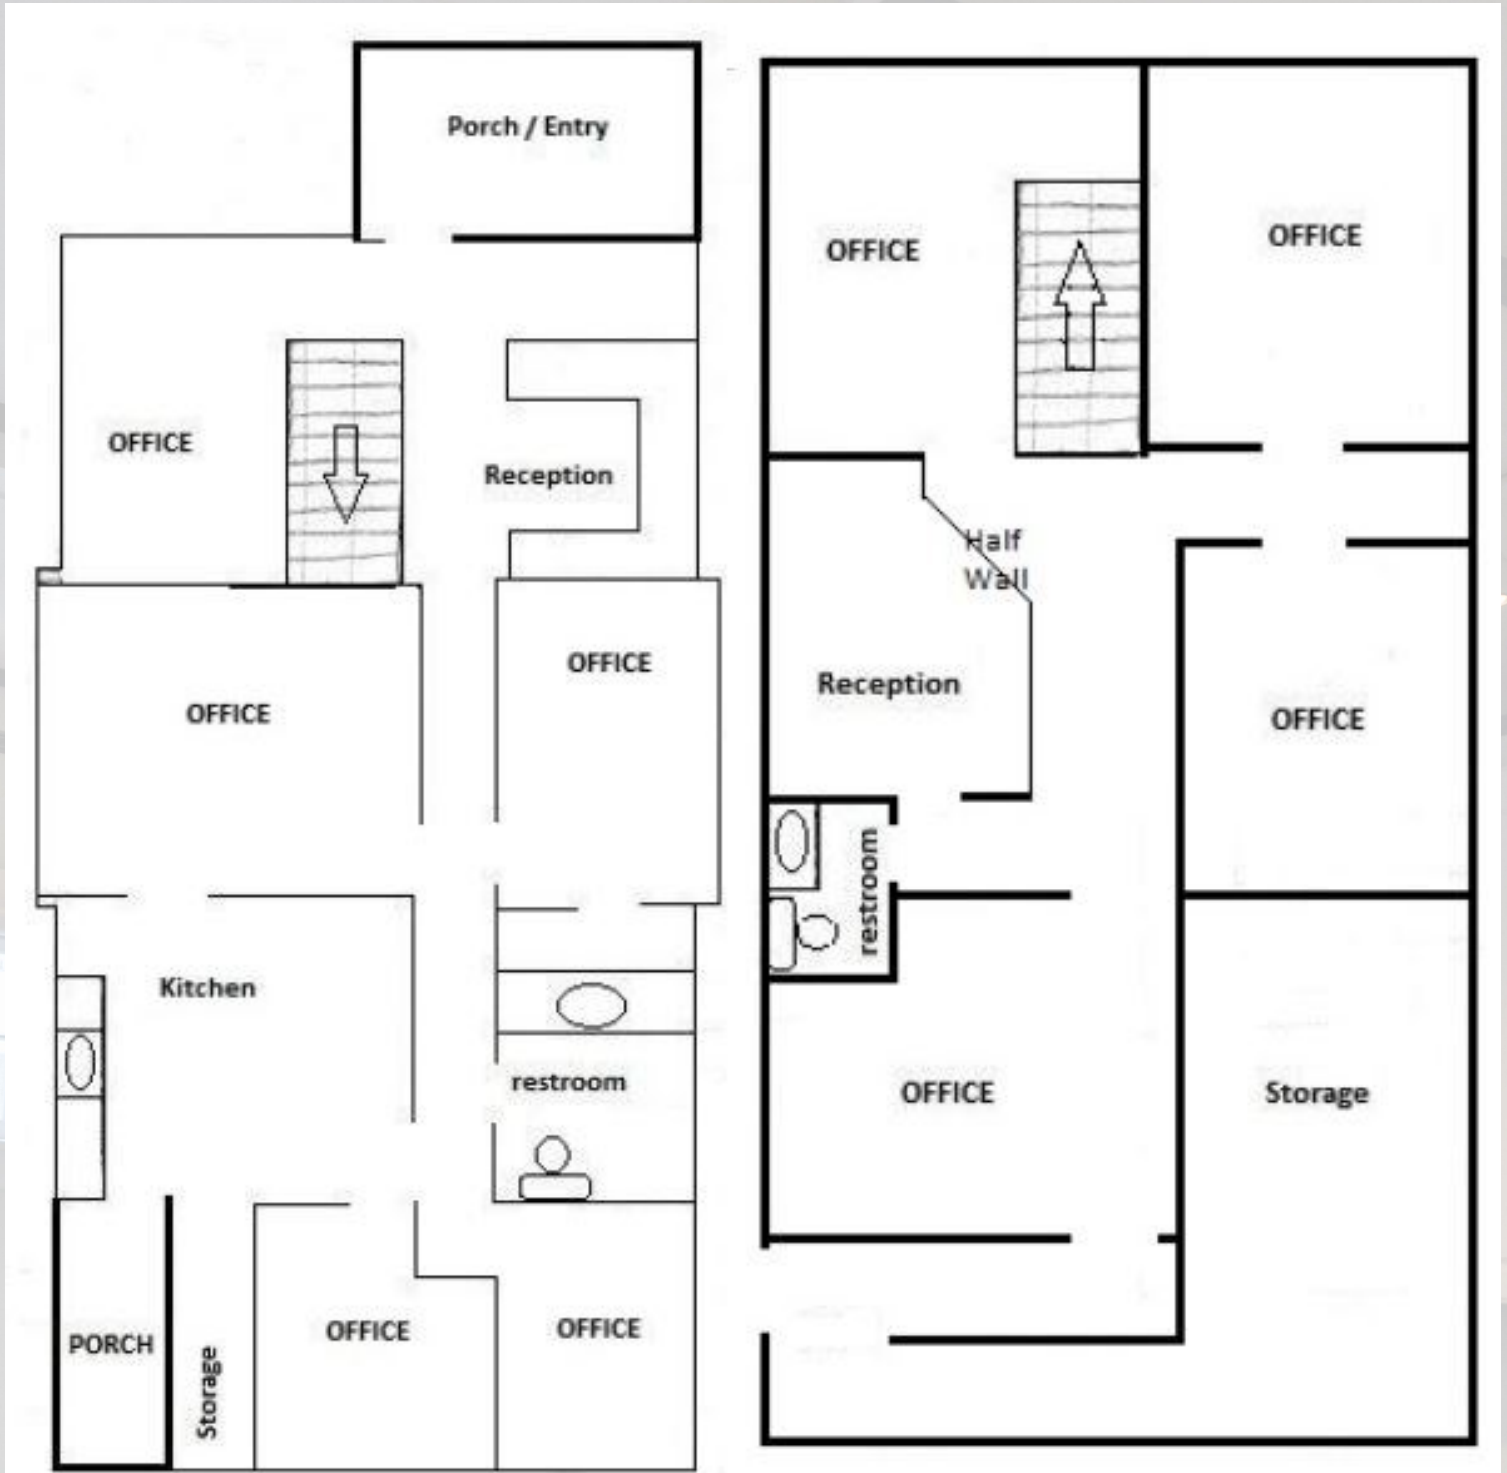 Porch / Entry
OFFICE
Reception
OFFICE
OFFICE
Kitchen
restroom
PORCH
Storage
OFFICE
OFFICE
OFFICE
OFFICE
Half
Wall
Reception
OFFICE
restroom
OFFICE
Storage